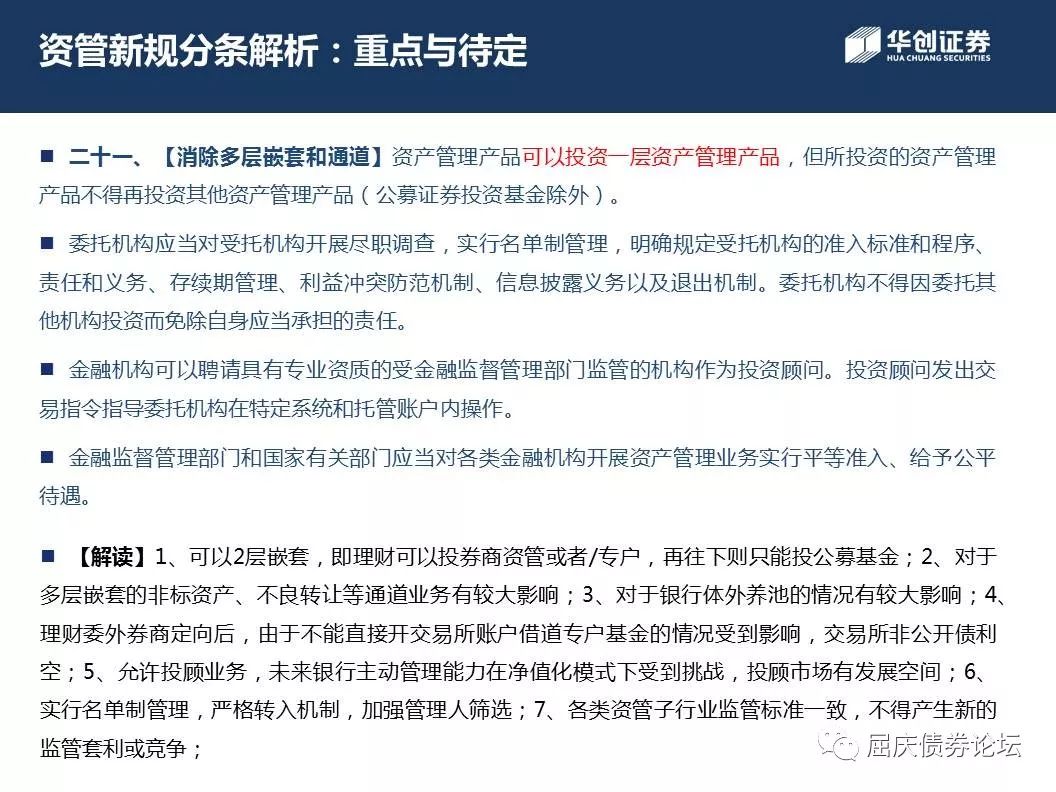 资管新规分条解析：重点与待定
华创证券
HUA CHUANG SECURITIES
■ 二十一、【消除多层嵌套和通道】资产管理产品可以投资一层资产管理产品，但所投资的资产管理
产品不得再投资其他资产管理产品（公募证券投资基金除外）。
■ 委托机构应当对受托机构开展尽职调查，实行名单制管理，明确规定受托机构的准入标准和程序、
责任和义务、存续期管理、利益冲突防范机制、信息披露义务以及退出机制。委托机构不得因委托其
他机构投资而免除自身应当承担的责任。
■ 金融机构可以聘请具有专业资质的受金融监督管理部门监管的机构作为投资顾问。投资顾问发出交
易指令指导委托机构在特定系统和托管账户内操作。
■ 金融监督管理部门和国家有关部门应当对各类金融机构开展资产管理业务实行平等准入、给予公平
待遇。
■ 【解读】1、可以2层嵌套，即理财可以投券商资管或者/专户，再往下则只能投公募基金；2、对于
多层嵌套的非标资产、不良转让等通道业务有较大影响；3、对于银行体外养池的情况有较大影响；4、
理财委外券商定向后，由于不能直接开交易所账户借道专户基金的情况受到影响，交易所非公开债利
空；5、允许投顾业务，未来银行主动管理能力在净值化模式下受到挑战，投顾市场有发展空间；6、
实行名单制管理，严格转入机制，加强管理人筛选；7、各类资管子行业监管标准一致，不得产生新的
监管套利或竞争；
屈庆债券论坛